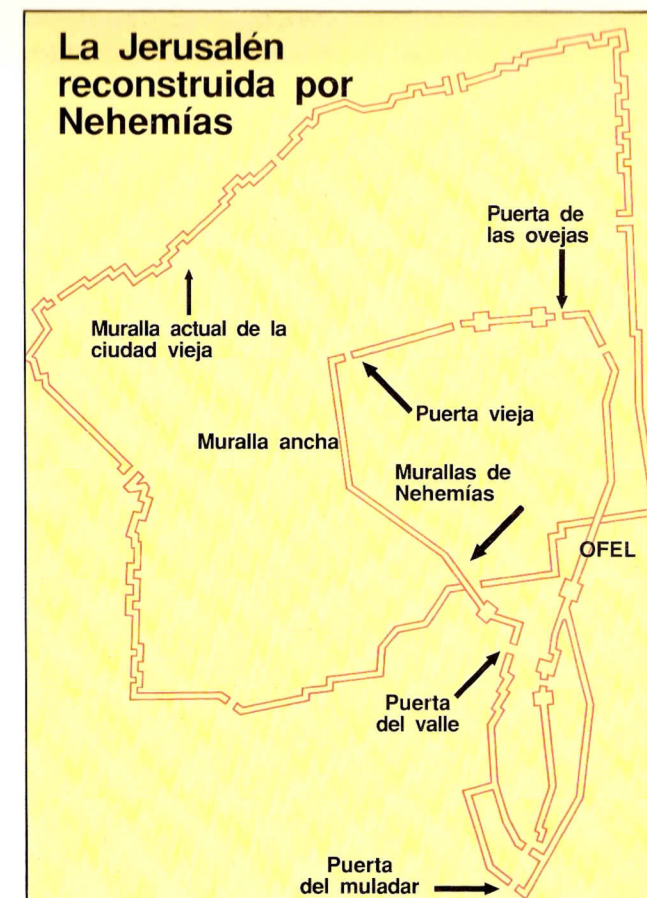 La Jerusalén
reconstruida por
Nehemías
Puerta de
las ovejas
Muralla actual de la
ciudad vieja
Puerta vieja
Muralla ancha
Murallas de
Nehemías
OFEL
Puerta
del valle
Puerta
del muladar